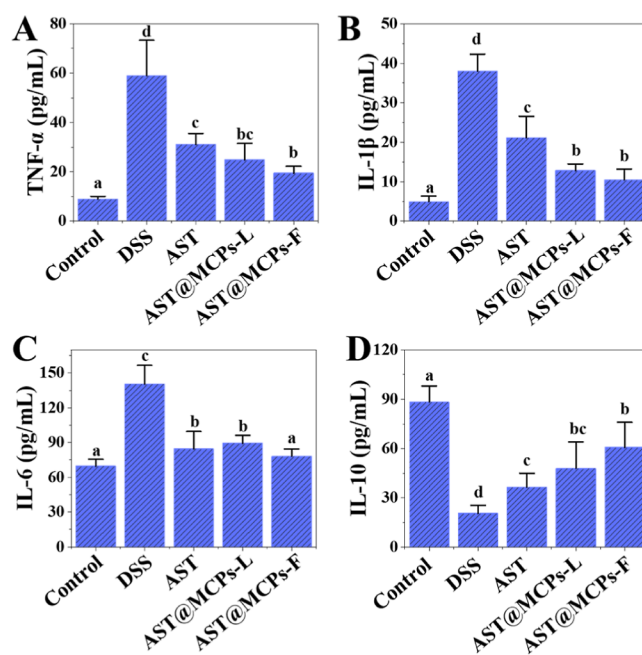 A
TNF-α (pg/mL)
90
60
30
0
a
d
c
bc
b
Control
DSS
AST
AST@MCPs-L
AST@MCPs-F
B
IL-1β (pg/mL)
50
40
30
20
10
0
a
d
c
b
b
Control
DSS
AST
AST@MCPs-L
AST@MCPs-F
C
IL-6 (pg/mL)
150
120
90
60
30
0
a
c
b
b
a
Control
DSS
AST
AST@MCPs-L
AST@MCPs-F
D
IL-10 (pg/mL)
120
90
60
30
0
a
d
c
bc
b
Control
DSS
AST
AST@MCPs-L
AST@MCPs-F